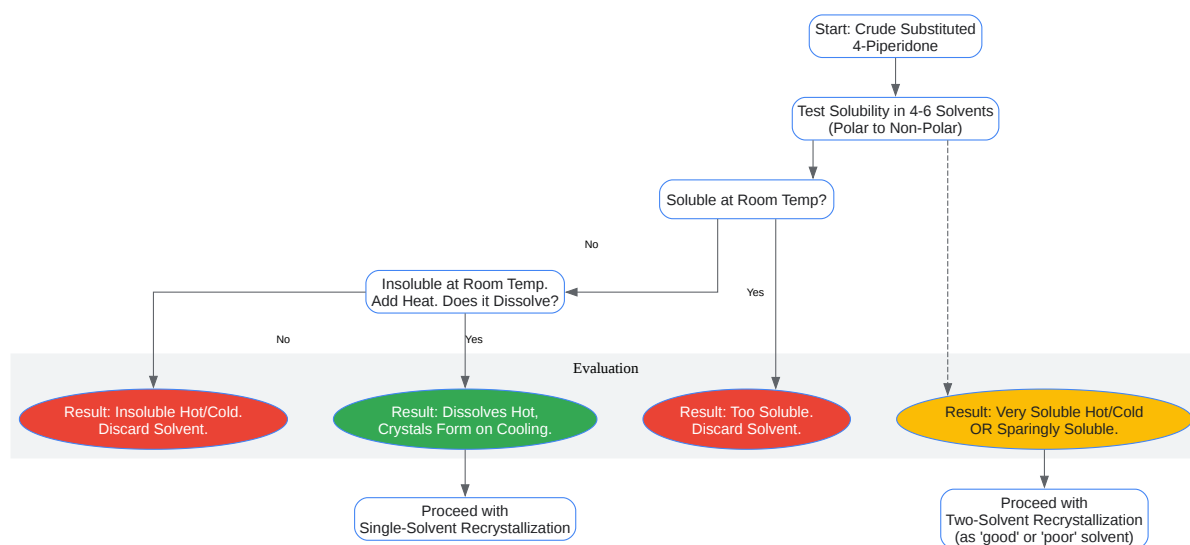 Start: Crude Substituted
4-Piperidone
Test Solubility in 4-6 Solvents
(Polar to Non-Polar)
Soluble at Room Temp?
No
Insoluble at Room Temp.
Add Heat. Does it Dissolve?
Yes
No
Yes
Evaluation
Result: Insoluble Hot/Cold.
Discard Solvent.
Result: Dissolves Hot,
Crystals Form on Cooling.
Result: Too Soluble.
Discard Solvent.
Result: Very Soluble Hot/Cold
OR Sparingly Soluble.
Proceed with
Single-Solvent Recrystallization
Proceed with
Two-Solvent Recrystallization
(as 'good' or 'poor' solvent)